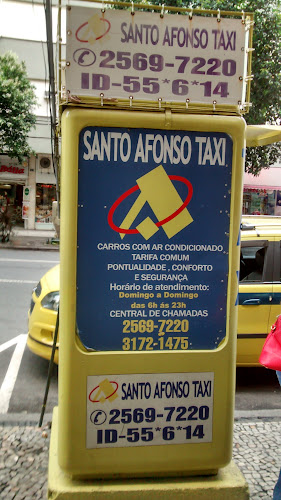 SANTO AFONSO TAXI
2569-7220
ID-55*6*14
SANTO AFONSO TAXI
CARROS COM AR CONDICIONADO
TARIFA COMUM
PONTUALIDADE, CONFORTO
E SEGURANÇA
Horário de atendimento:
Domingo a Domingo
das 6h ás 23h
CENTRAL DE CHAMADAS
2569-7220
3172-1475
SANTO AFONSO TAXI
2569-7220
ID-55*6*14